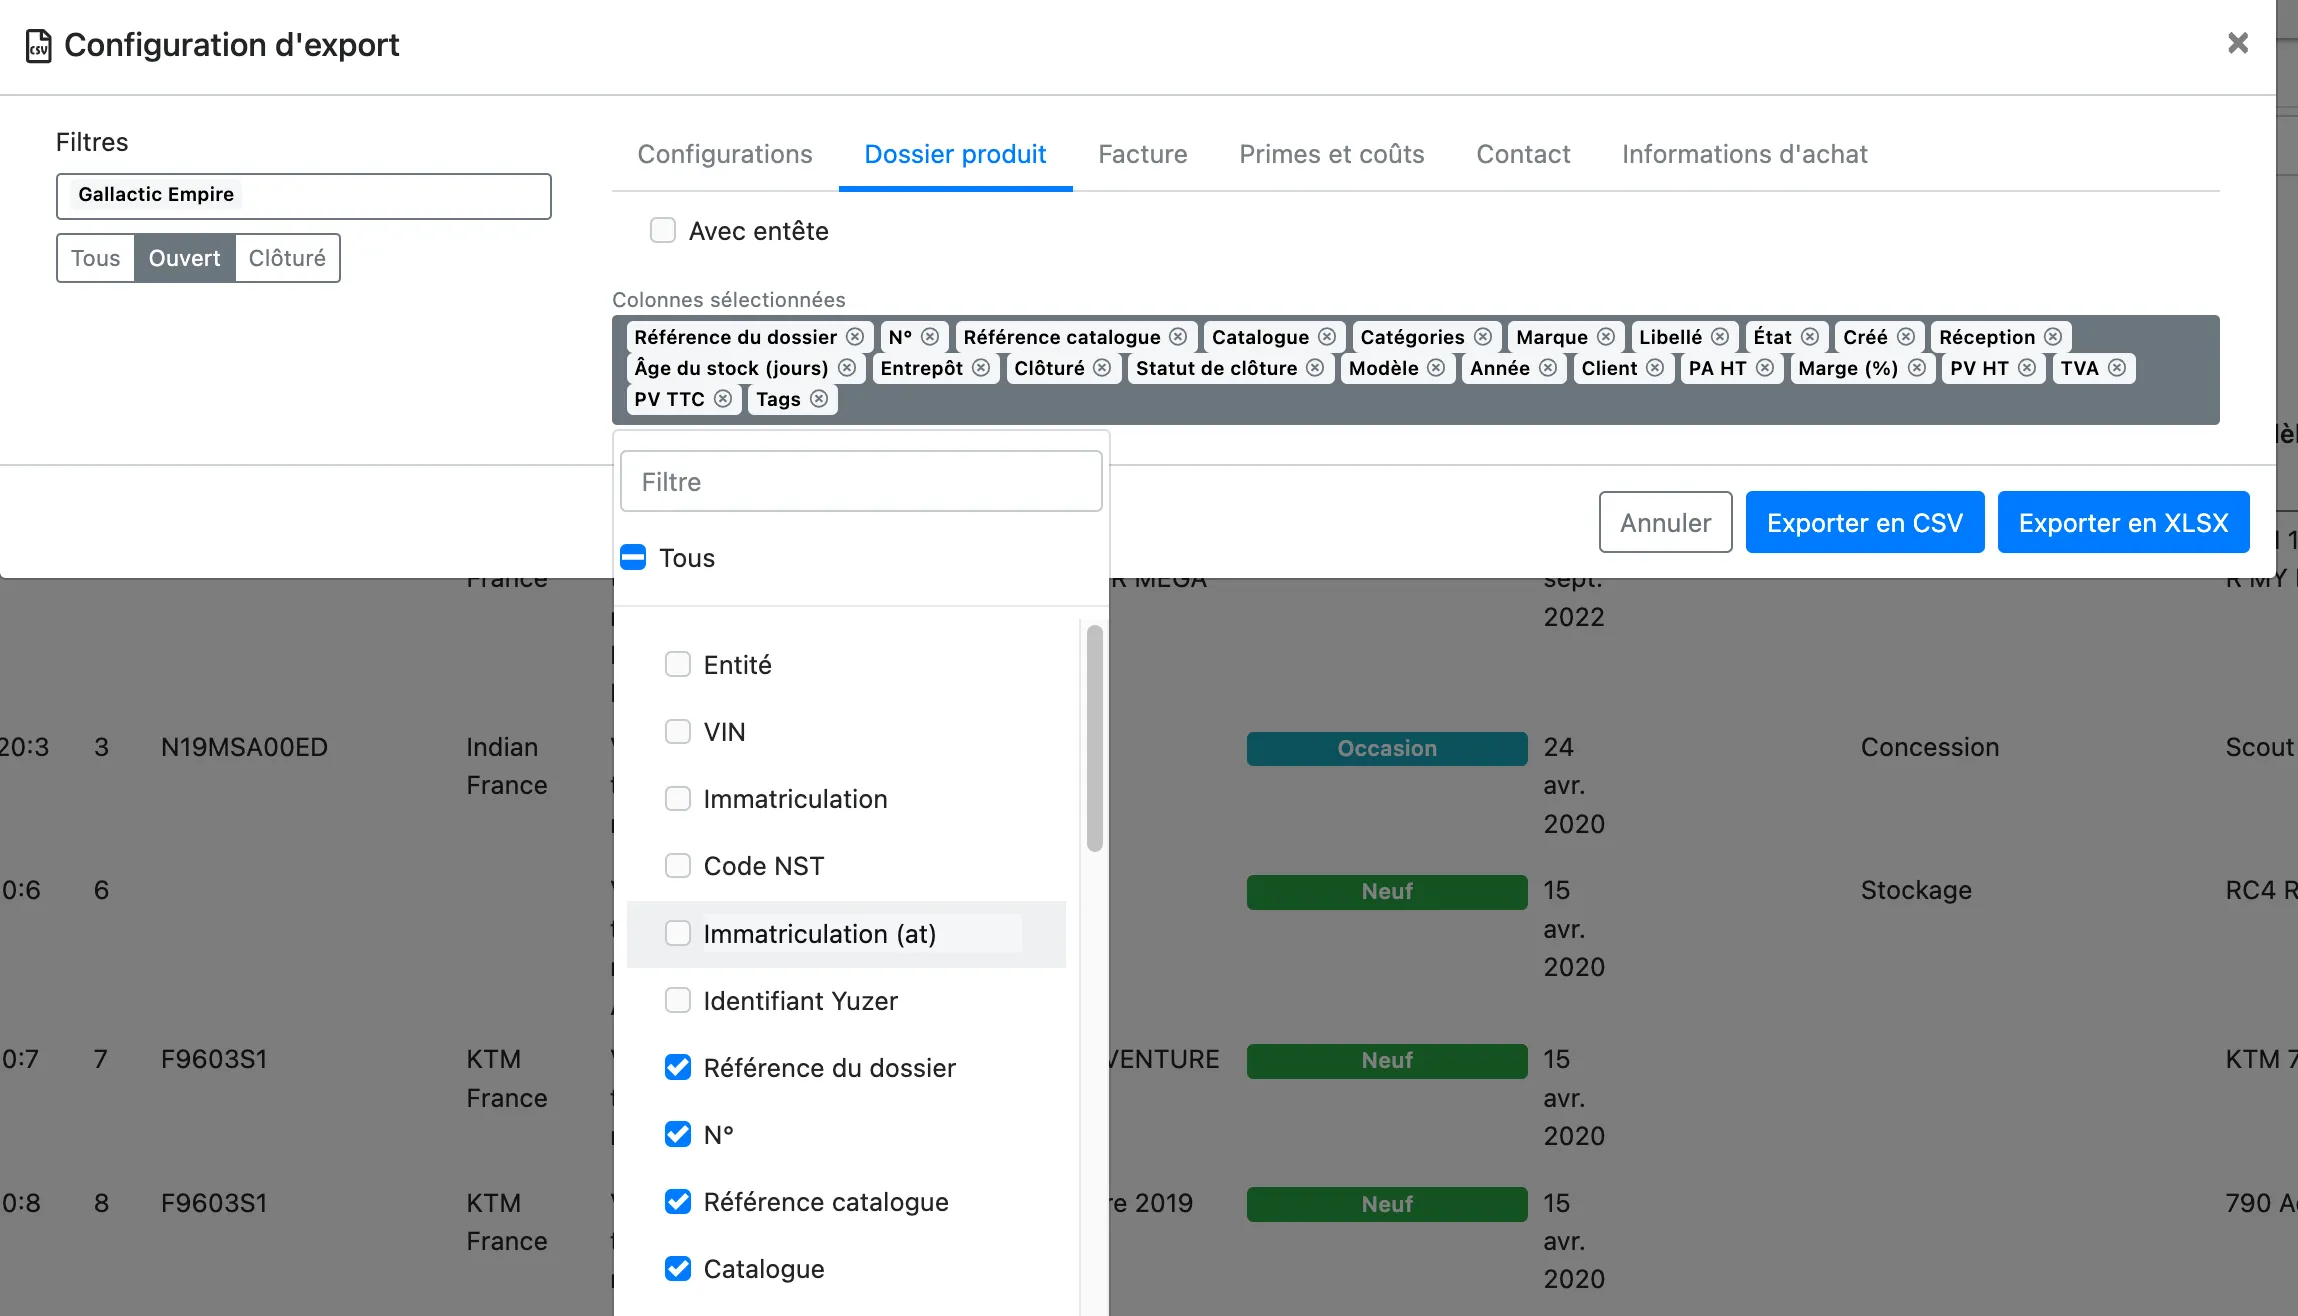 Configuration d'export
Filtres
Gallactic Empire
Tous Ouvert Clôturé
Configurations Dossier produit Facture Primes et coûts Contact Informations d'achat
Avec entête
Colonnes sélectionnées
Référence du dossier N° Référence catalogue Catalogue Catégories Marque Libellé État Créé Réception
Âge du stock (jours) Entrepôt Clôturé Statut de clôture Modèle Année Client PA HT Marge (%) PV HT TVA
PV TTC Tags
Filtre
Tous
Annuler Exporter en CSV Exporter en XLSX
Entité
VIN
Immatriculation
Code NST
Immatriculation (at)
Identifiant Yuzer
Référence du dossier
N°
Référence catalogue
Catalogue
France R MEGA sept. R MY
2022
20:3 3 N19MSA00ED Indian Occasion 24 Concession Scout
France avr.
2020
0:6 6 Neuf 15 Stockage RC4 R
avr.
2020
0:7 7 F9603S1 KTM VENTURE Neuf 15 KTM 7
France avr.
2020
0:8 8 F9603S1 KTM re 2019 Neuf 15 790 A
France avr.
2020